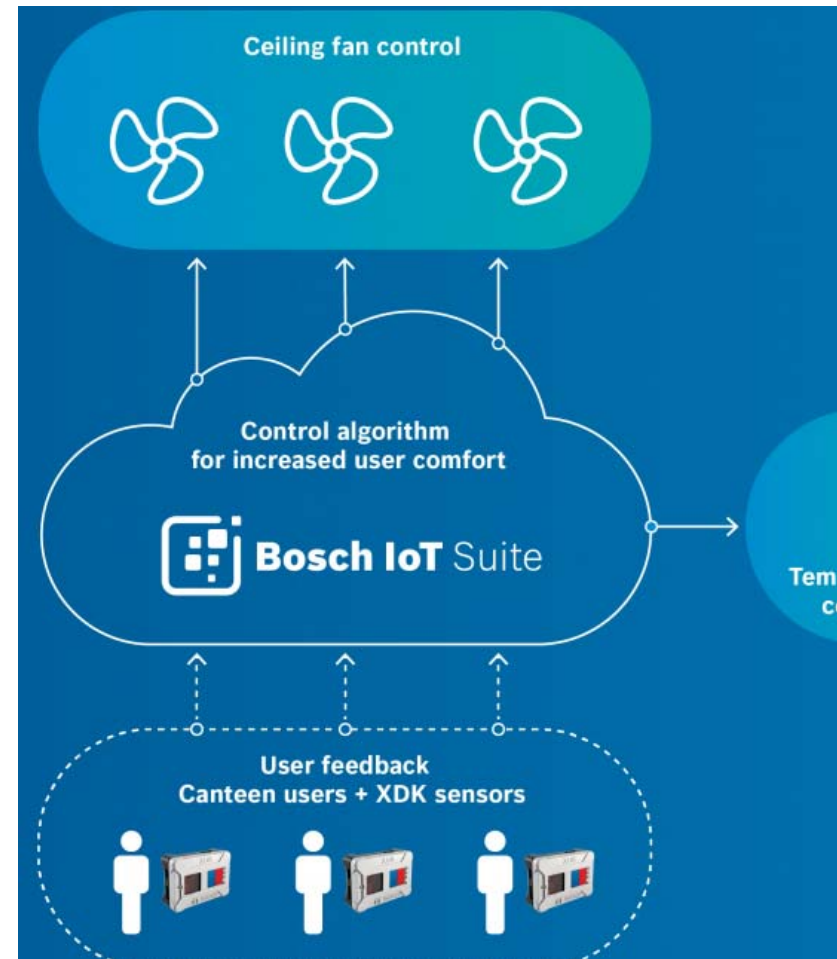 Ceiling fan control
Control algorithm
for increased user comfort
Bosch IoT Suite
User feedback
Canteen users + XDK sensors